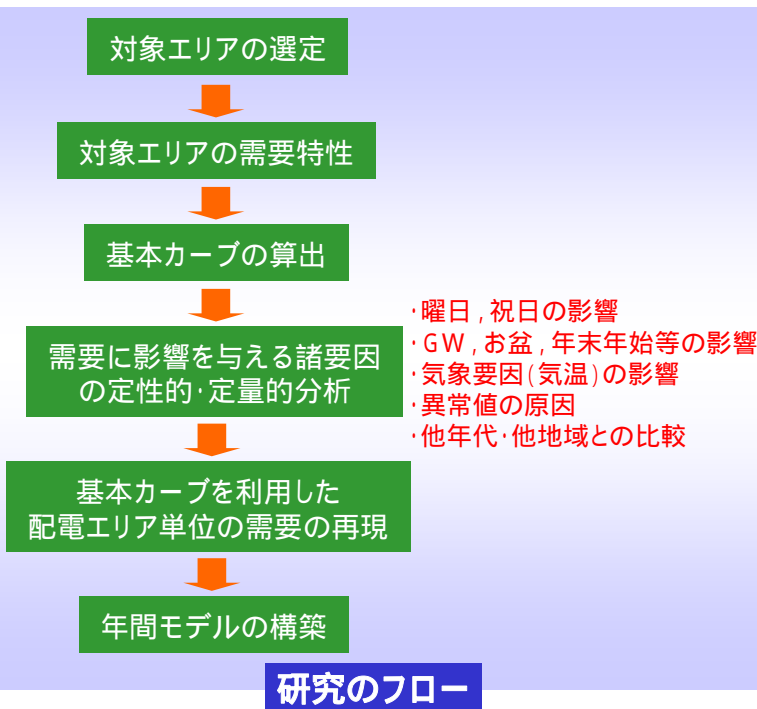 対象エリアの選定
対象エリアの需要特性
基本カーブの算出
需要に影響を与える諸要因
の定性的･定量的分析
･曜日,祝日の影響
･GW,お盆,年末年始等の影響
･気象要因(気温)の影響
･異常値の原因
･他年代･他地域との比較
基本カーブを利用した
配電エリア単位の需要の再現
年間モデルの構築
研究のフロー